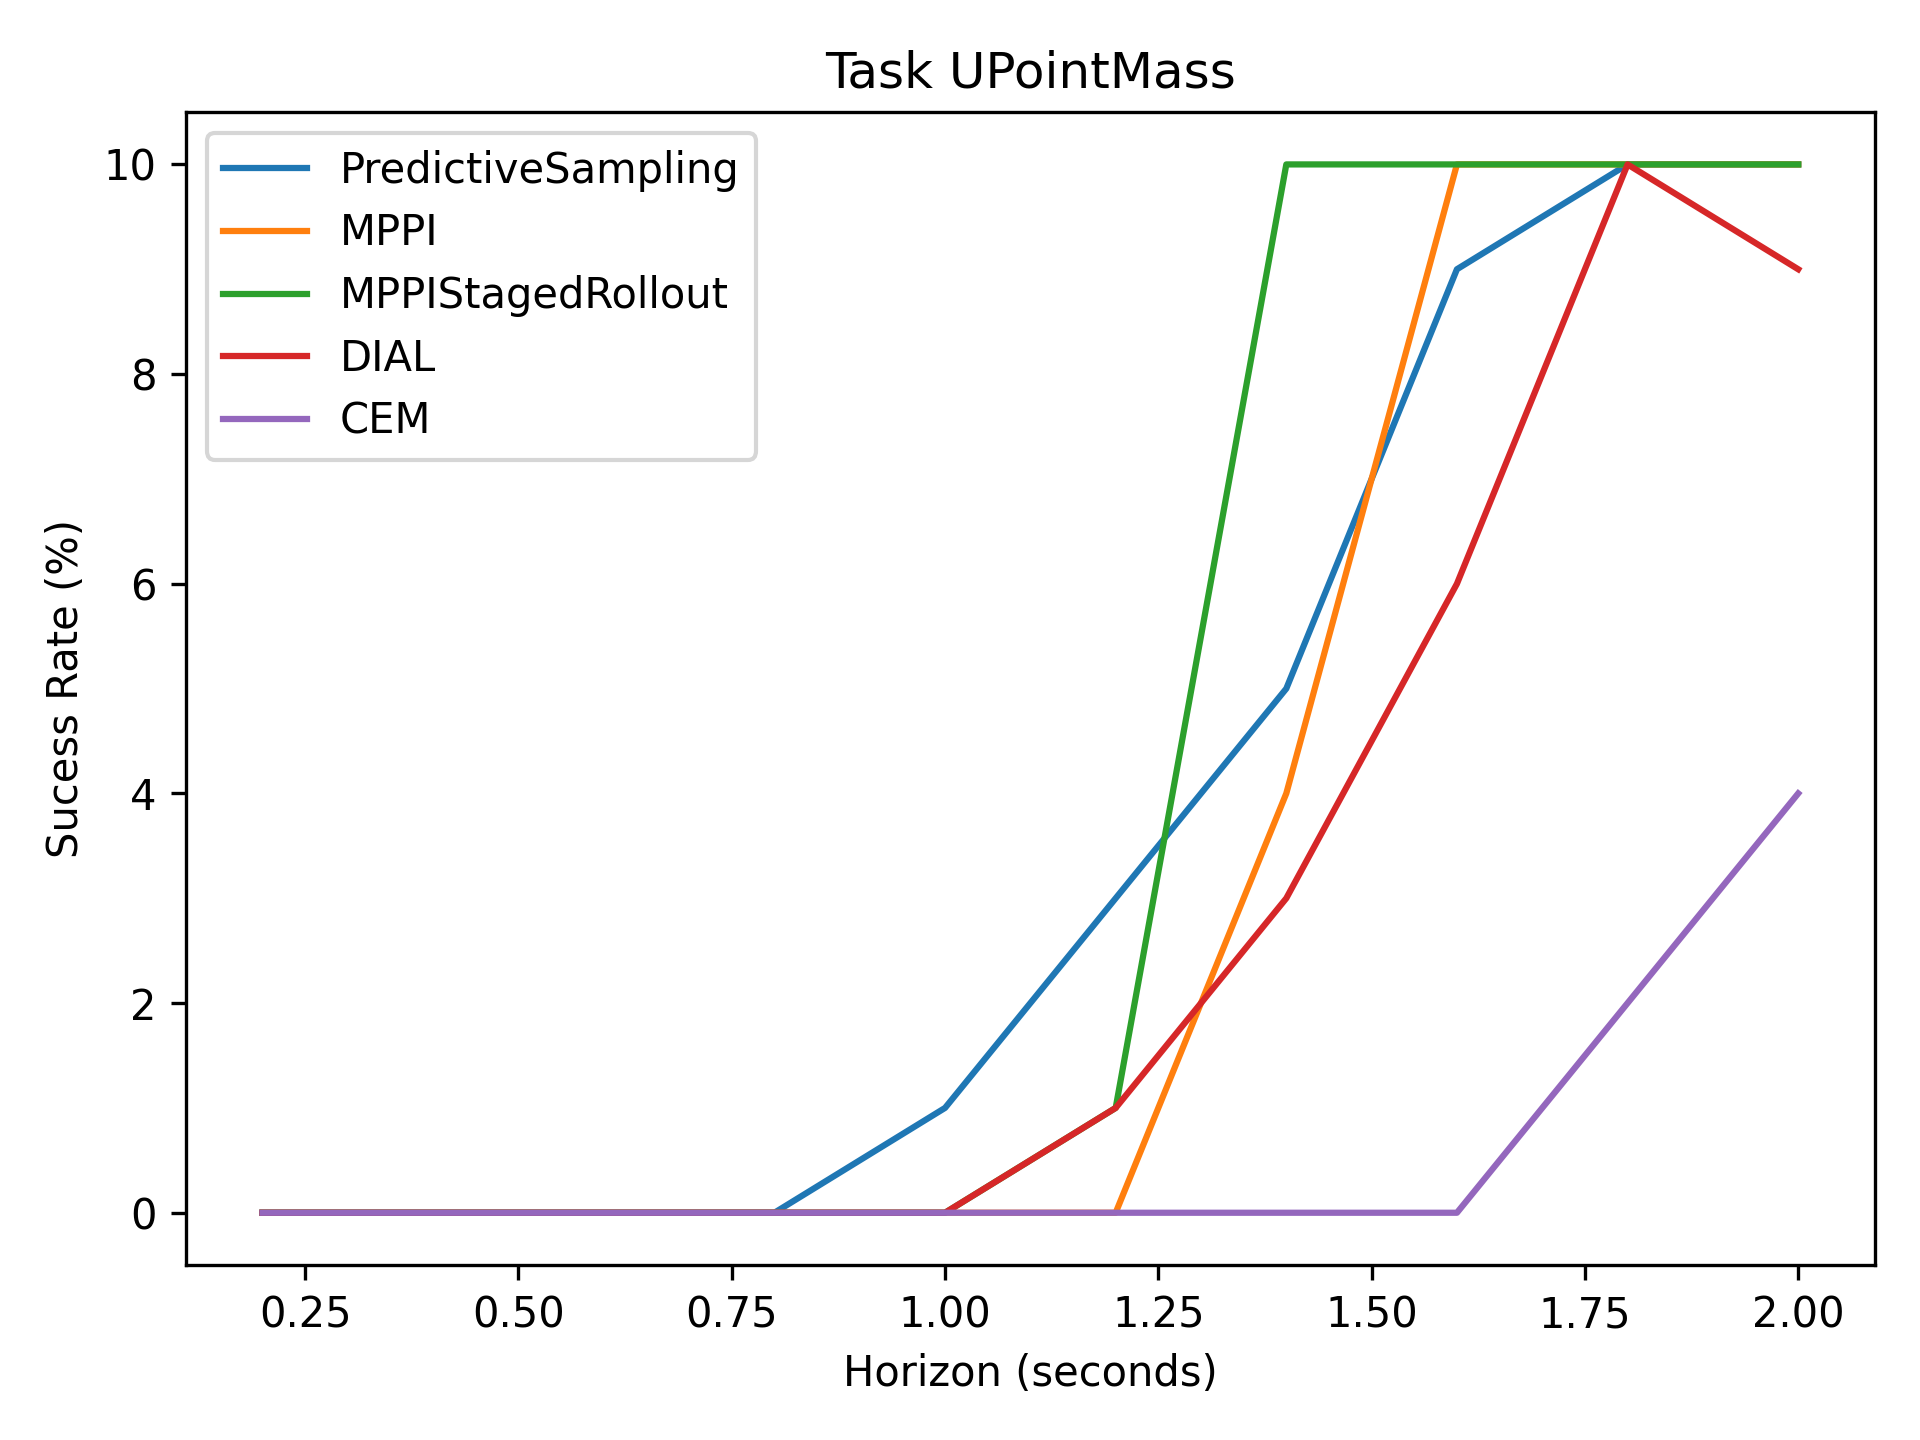 Task UPointMass
PredictiveSampling
MPPI
MPPIStagedRollout
DIAL
CEM
Sucess Rate (%)
10
8
6
4
2
0
0.25 0.50 0.75 1.00 1.25 1.50 1.75 2.00
Horizon (seconds)